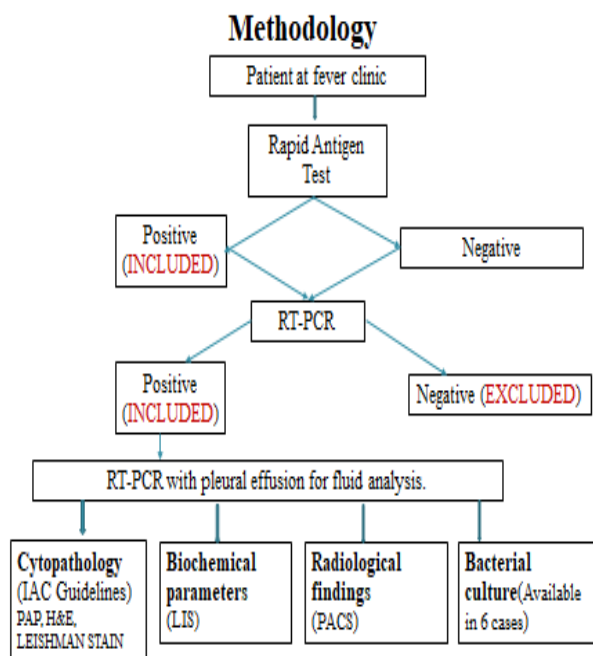 Methodology
Patient at fever clinic
Rapid Antigen
Test
Positive
(INCLUDED)
Negative
RT-PCR
Positive
(INCLUDED)
Negative (EXCLUDED)
RT-PCR with pleural effusion for fluid analysis.
Cytopathology
(IAC Guidelines)
PAP, H&E,
LEISHMAN STAIN
Biochemical
parameters
(LIS)
Radiological
findings
(PACS)
Bacterial
culture(Available
in 6 cases)